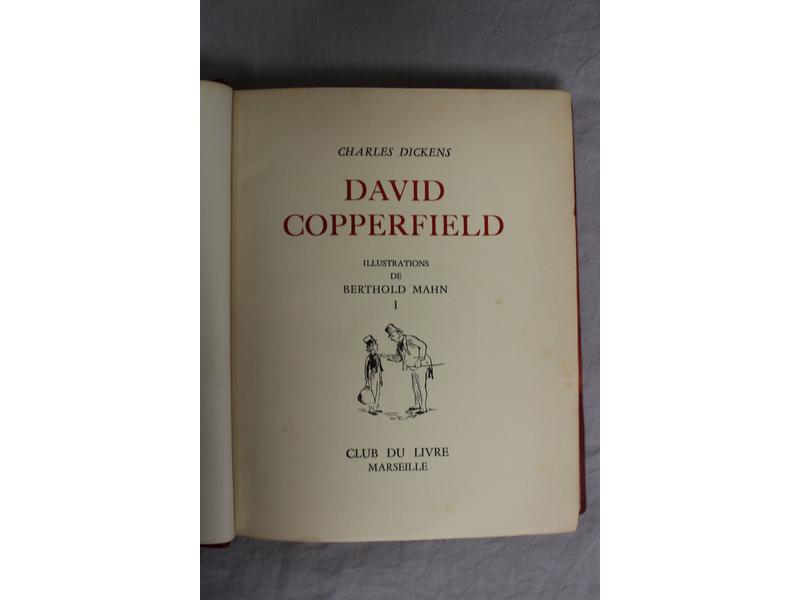 CHARLES DICKENS
DAVID
COPPERFIELD
ILLUSTRATIONS
DE
BERTHOLD MAHN
I
CLUB DU LIVRE
MARSEILLE